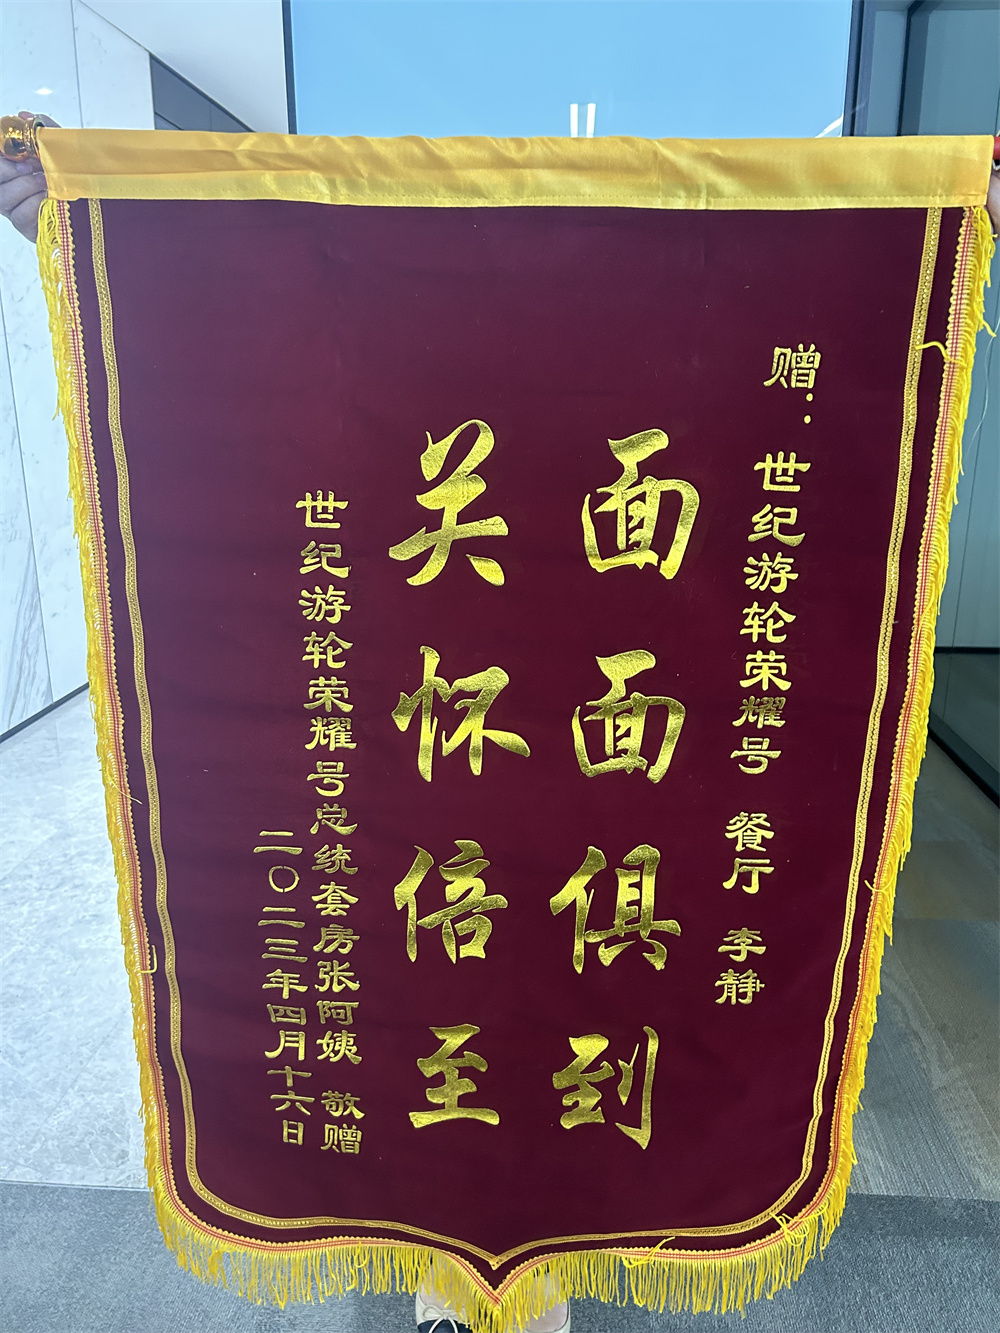 赠：世纪游轮荣耀号 餐厅 李静
面面俱到
关怀倍至
世纪游轮荣耀号总统套房张阿姨 敬赠
二〇二三年四月十六日